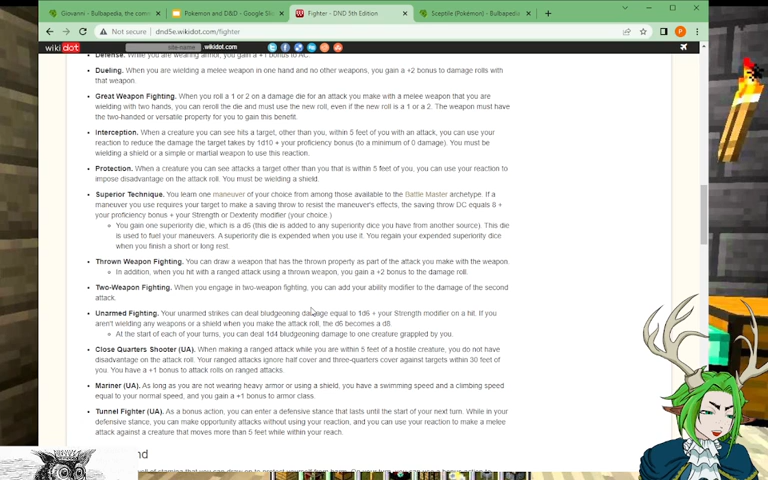 Giovanni - Bulbapedia, the com
Pokemon and D&D - Google Sli
Fighter - DND 5th Edition
Sceptile (Pokémon) - Bulbapedi
Not secure | dnd5e.wikidot.com/fighter
wikidot
site-name .wikidot.com
Defense. While you are wearing armor, you gain a +1 bonus to AC.
Dueling. When you are wielding a melee weapon in one hand and no other weapons, you gain a +2 bonus to damage rolls with
that weapon.
Great Weapon Fighting. When you roll a 1 or 2 on a damage die for an attack you make with a melee weapon that you are
wielding with two hands, you can reroll the die and must use the new roll, even if the new roll is a 1 or a 2. The weapon must have
the two-handed or versatile property for you to gain this benefit.
Interception. When a creature you can see hits a target, other than you, within 5 feet of you with an attack, you can use your
reaction to reduce the damage the target takes by 1d10 + your proficiency bonus (to a minimum of 0 damage). You must be
wielding a shield or a simple or martial weapon to use this reaction.
Protection. When a creature you can see attacks a target other than you that is within 5 feet of you, you can use your reaction to
impose disadvantage on the attack roll. You must be wielding a shield.
Superior Technique. You learn one maneuver of your choice from among those available to the Battle Master archetype. If a
maneuver you use requires your target to make a saving throw to resist the maneuver's effects, the saving throw DC equals 8 +
your proficiency bonus + your Strength or Dexterity modifier (your choice.)
You gain one superiority die, which is a d6 (this die is added to any superiority dice you have from another source). This die
is used to fuel your maneuvers. A superiority die is expended when you use it. You regain your expended superiority dice
when you finish a short or long rest.
Thrown Weapon Fighting. You can draw a weapon that has the thrown property as part of the attack you make with the weapon.
In addition, when you hit with a ranged attack using a thrown weapon, you gain a +2 bonus to the damage roll.
Two-Weapon Fighting. When you engage in two-weapon fighting, you can add your ability modifier to the damage of the second
attack.
Unarmed Fighting. Your unarmed strikes can deal bludgeoning damage equal to 1d6 + your Strength modifier on a hit. If you
aren't wielding any weapons or a shield when you make the attack roll, the d6 becomes a d8.
At the start of each of your turns, you can deal 1d4 bludgeoning damage to one creature grappled by you.
Close Quarters Shooter (UA). When making a ranged attack while you are within 5 feet of a hostile creature, you do not have
disadvantage on the attack roll. Your ranged attacks ignore half cover and three-quarters cover against targets within 30 feet of
you. You have a +1 bonus to attack rolls on ranged attacks.
Mariner (UA). As long as you are not wearing heavy armor or using a shield, you have a swimming speed and a climbing speed
equal to your normal speed, and you gain a +1 bonus to armor class.
Tunnel Fighter (UA). As a bonus action, you can enter a defensive stance that lasts until the start of your next turn. While in your
defensive stance, you can make opportunity attacks without using your reaction, and you can use your reaction to make a melee
attack against a creature that moves more than 5 feet while within your reach.